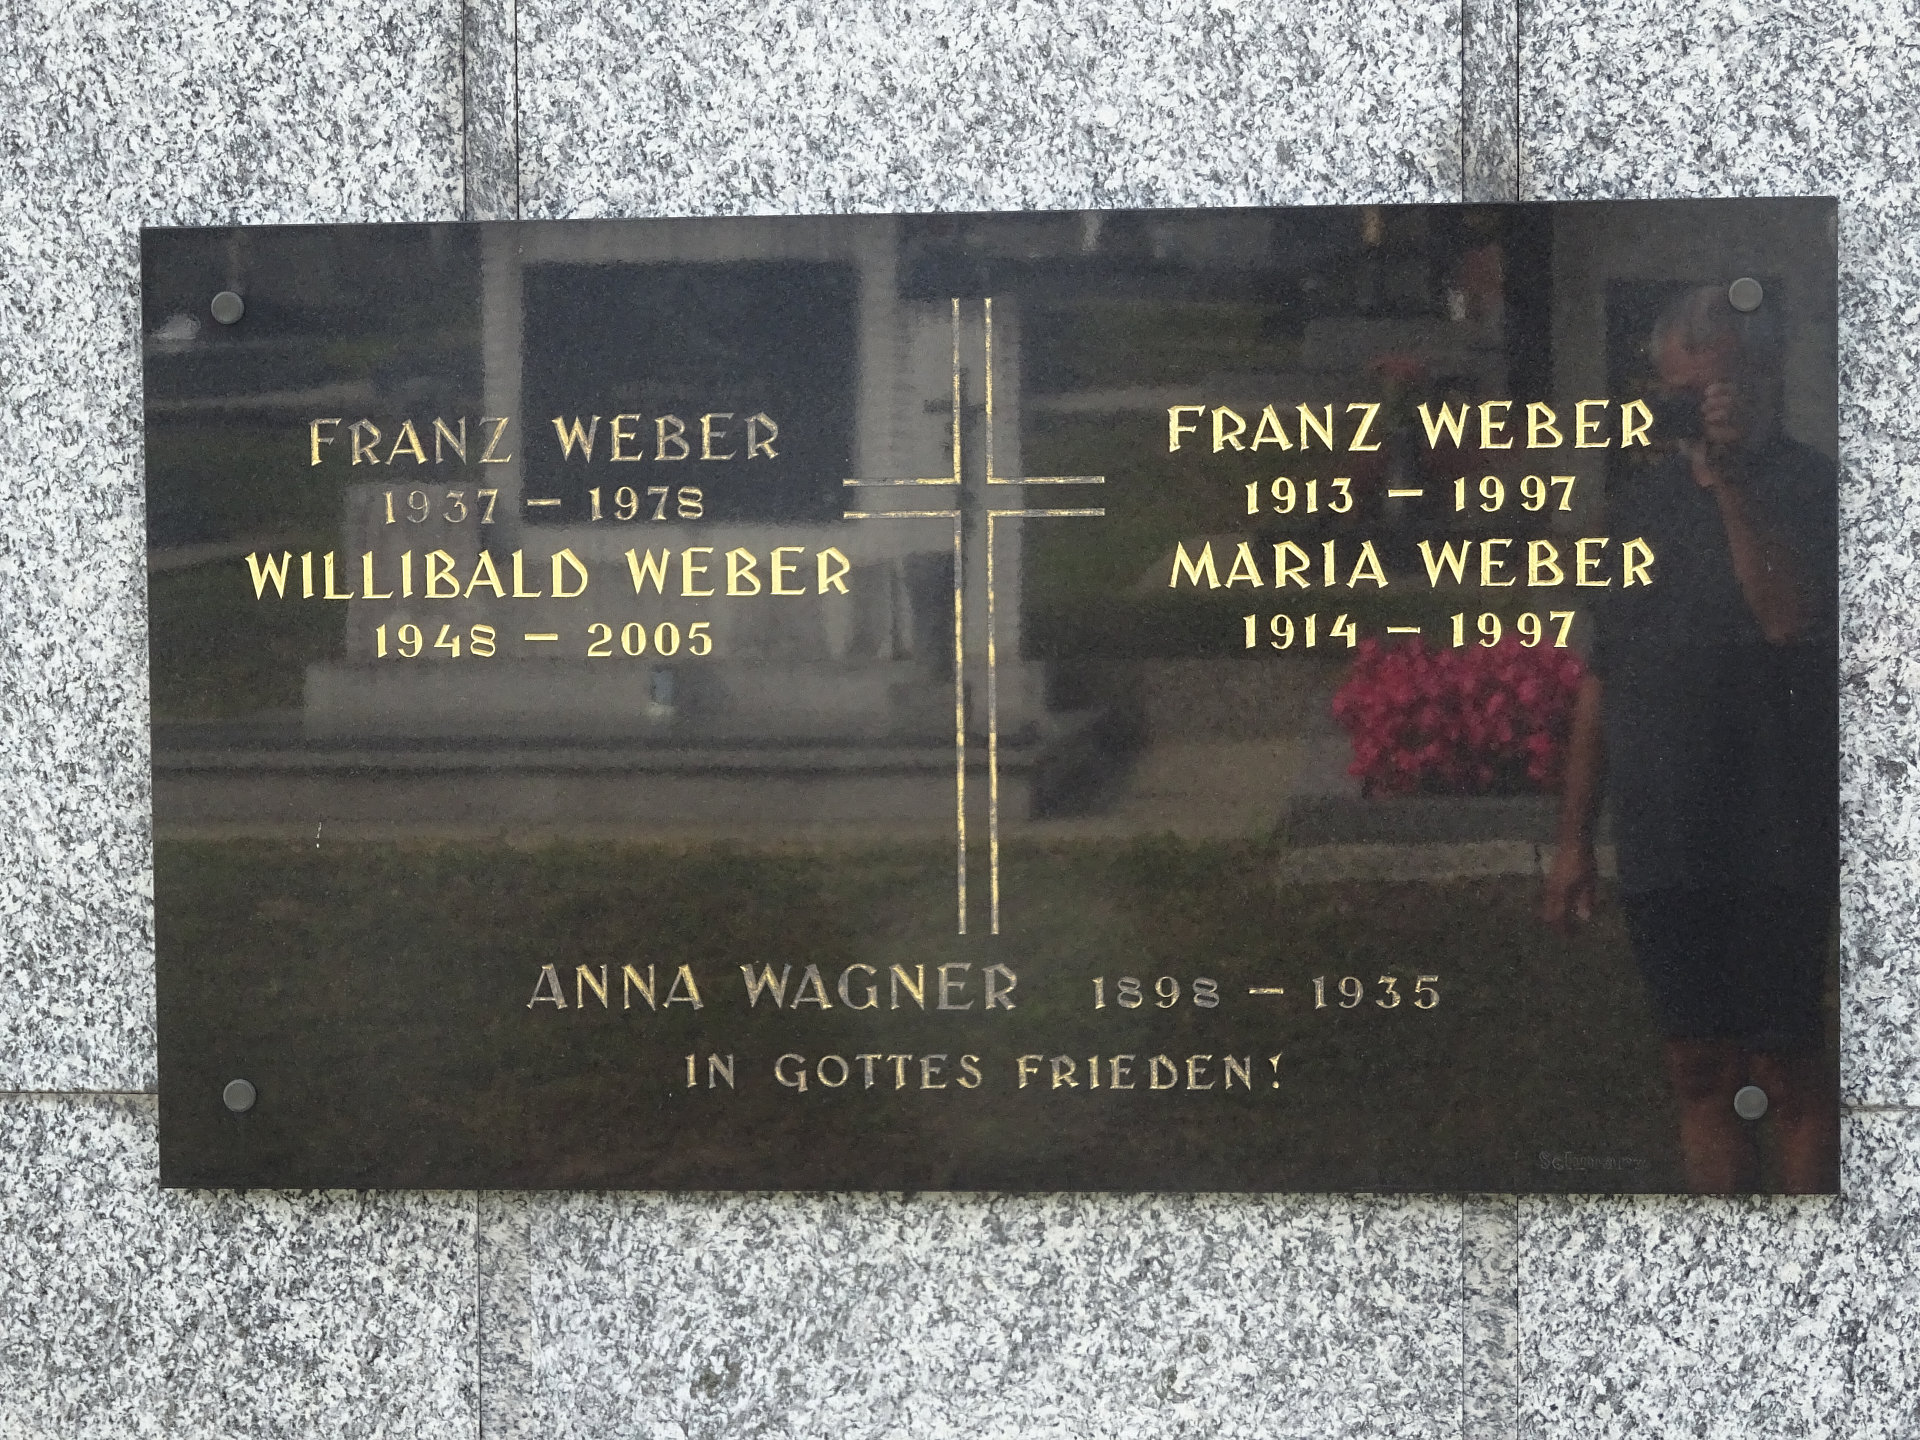 FRANZ WEBER
1937 – 1978
WILLIBALD WEBER
1948 – 2005
FRANZ WEBER
1913 – 1997
MARIA WEBER
1914 – 1997
ANNA WAGNER 1898 – 1935
IN GOTTES FRIEDEN!
Schwarz